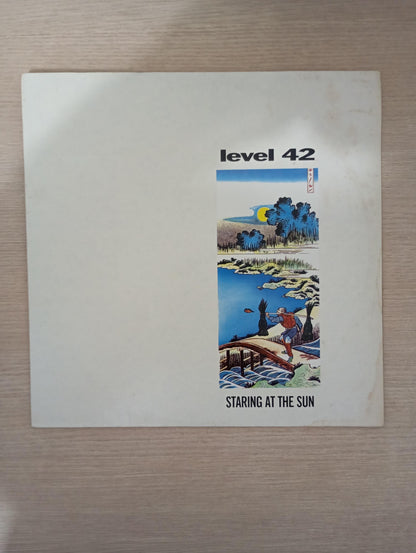 level 42
STARING AT THE SUN